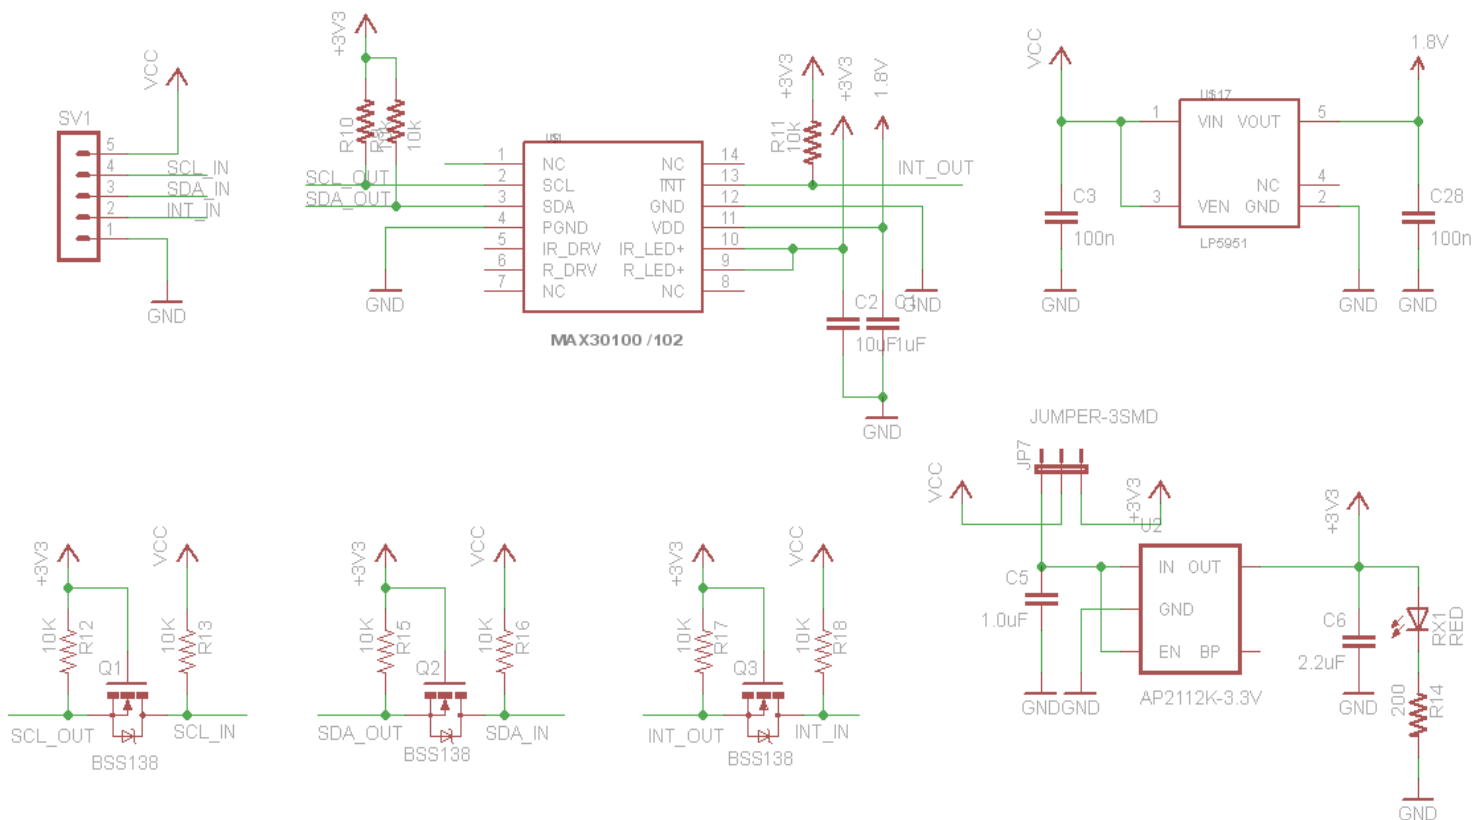 SV1
VCC
5
4
3
2
1
SCL_IN
SDA_IN
INT_IN
GND
+3V3
R10
10K
SCL_OUT
SDA_OUT
GND
1
2
3
4
5
6
7
NC
SCL
SDA
PGND
IR_DRV
R_DRV
NC
NC
INT
GND
VDD
IR_LED+
R_LED+
NC
14
13
12
11
10
9
8
MAX30100 /102
+3V3
R11
10k
+3V3
1.8V
INT_OUT
GND
C2
10uF
1uF
GND
VCC
C3
100n
GND
1
3
VIN
VEN
VOUT
NC
GND
5
4
2
LP5951
1.8V
C28
100n
GND
GND
+3V3
10K
R12
VCC
10K
R13
Q1
SCL_OUT
SCL_IN
BSS138
+3V3
10K
R15
VCC
10K
R16
Q2
SDA_OUT
SDA_IN
BSS138
+3V3
10K
R17
VCC
10K
R18
Q3
INT_OUT
INT_IN
BSS138
JUMPER-3SMD
JP7
VCC
+3V3
U2
C5
1.0uF
GND
GND
IN
OUT
GND
EN
BP
AP2112K-3.3V
+3V3
C6
2.2uF
GND
RX1
RED
200
R14
GND